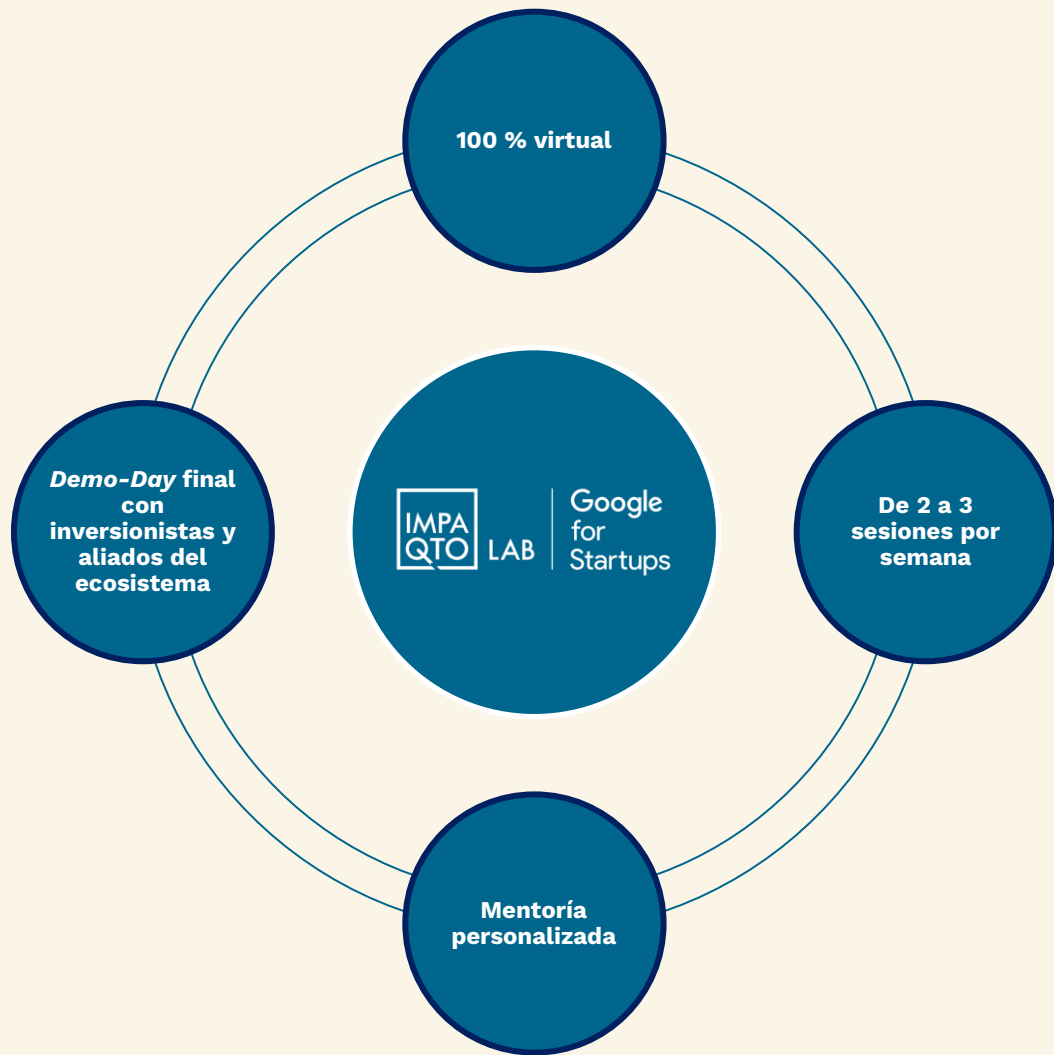 100 % virtual
Demo-Day final
con
inversionistas y
aliados del
ecosistema
IMPA
QTO
LAB
Google
for
Startups
De 2 a 3
sesiones por
semana
Mentoría
personalizada